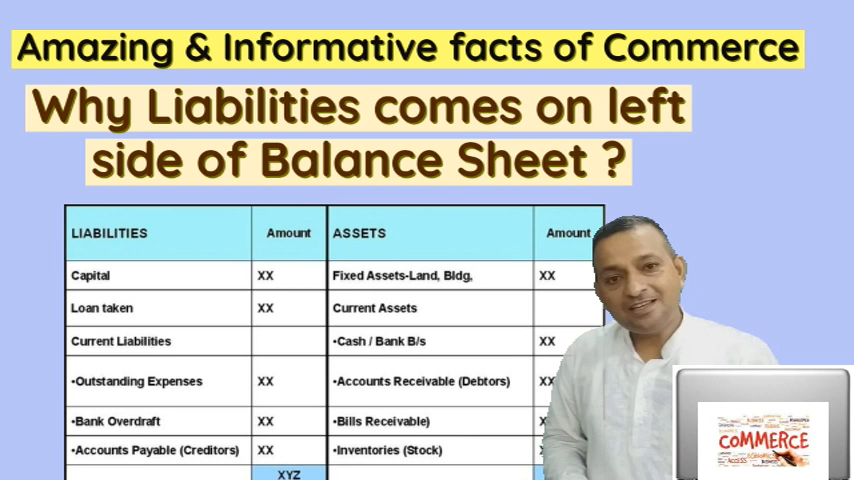 Amazing & Informative facts of Commerce
Why Liabilities comes on left
side of Balance Sheet ?
LIABILITIES Amount ASSETS Amount
Capital XX Fixed Assets-Land, Bldg, XX
Loan taken XX Current Assets
Current Liabilities •Cash / Bank B/s XX
•Outstanding Expenses XX •Accounts Receivable (Debtors) XX
•Bank Overdraft XX •Bills Receivable)
•Accounts Payable (Creditors) XX •Inventories (Stock)
XYZ
COMMERCE
ACCESS